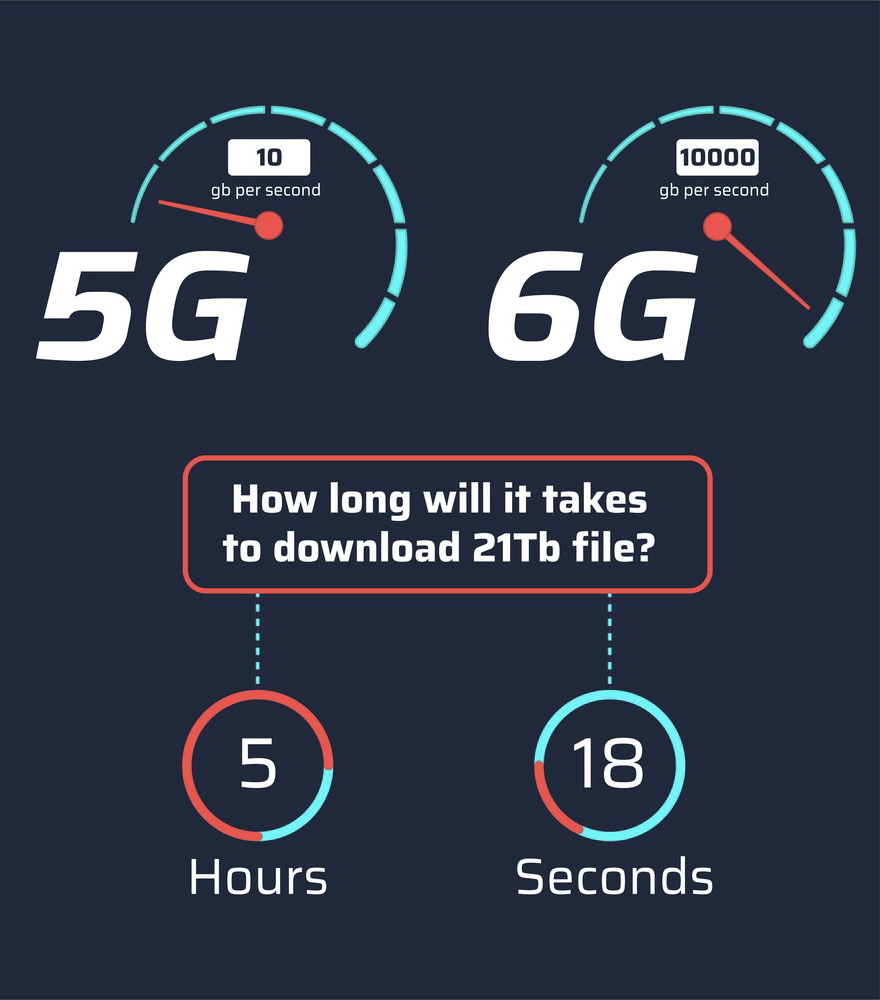 10
gb per second
5G
10000
gb per second
6G
How long will it takes
to download 21Tb file?
5
Hours
18
Seconds